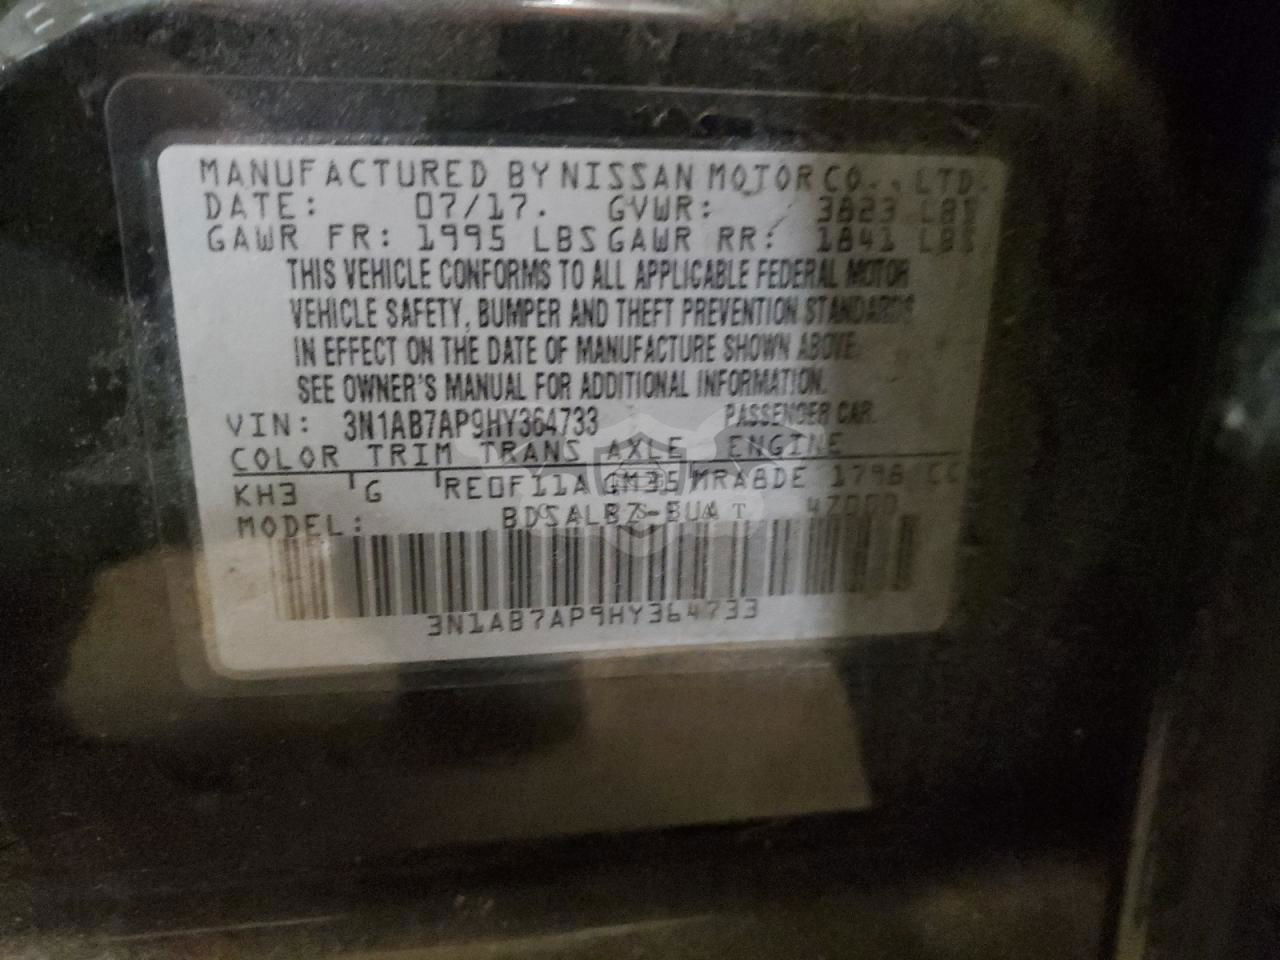 MANUFACTURED BY NISSAN MOTOR CO., LTD.
DATE: 07/17. GVWR: 3823 LBS
GAWR FR: 1995 LBS GAWR RR: 1841 LBS
THIS VEHICLE CONFORMS TO ALL APPLICABLE FEDERAL MOTOR
VEHICLE SAFETY, BUMPER AND THEFT PREVENTION STANDARDS
IN EFFECT ON THE DATE OF MANUFACTURE SHOWN ABOVE.
SEE OWNER'S MANUAL FOR ADDITIONAL INFORMATION.
VIN: 3N1AB7AP9HY364733 PASSENGER CAR.
COLOR TRIM TRANS AXLE ENGINE
KH3 G RE0F11A GM35 MRA8DE 1798 CC
MODEL:
3N1AB7AP9HY364733